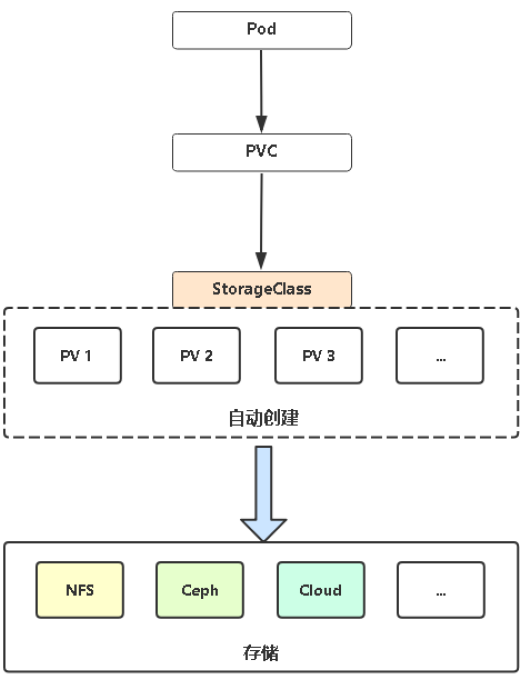 Pod
PVC
StorageClass
PV 1
PV 2
PV 3
...
自动创建
NFS
Ceph
Cloud
...
存储